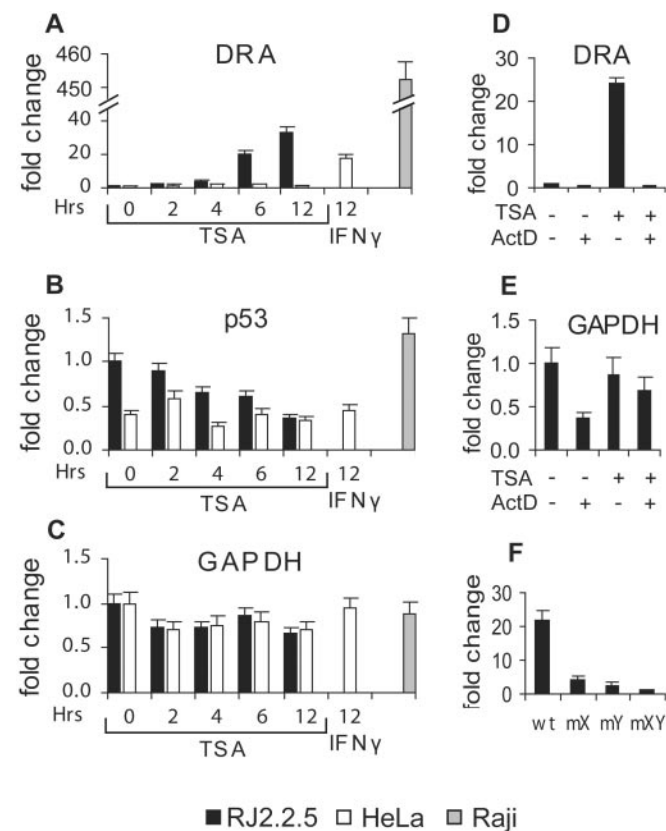 A
DRA
fold change
460
450
40
20
0
Hrs 0 2 4 6 12 12
TSA IFNγ
B
p53
fold change
1.5
1.0
0.5
0.0
Hrs 0 2 4 6 12 12
TSA IFNγ
C
GAPDH
fold change
1.5
1.0
0.5
0.0
Hrs 0 2 4 6 12 12
TSA IFNγ
D
DRA
fold change
30
20
10
0
TSA - - + +
ActD - + - +
E
GAPDH
fold change
1.5
1.0
0.5
0.0
TSA - - + +
ActD - + - +
F
fold change
30
20
10
0
wt mX mY mXY
RJ2.2.5 HeLa Raji